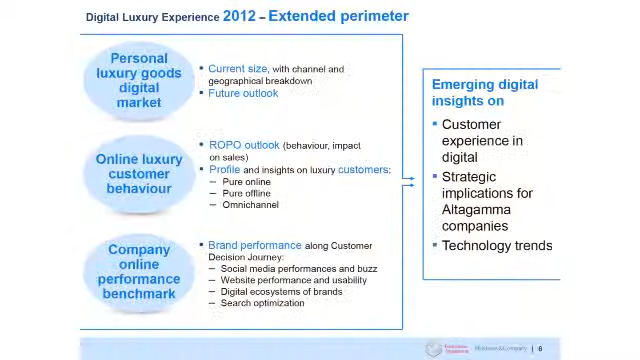 Digital Luxury Experience 2012 – Extended perimeter
Personal
luxury goods
digital
market
▪ Current size, with channel and
geographical breakdown
▪ Future outlook
Online luxury
customer
behaviour
▪ ROPO outlook (behaviour, impact
on sales)
▪ Profile and insights on luxury customers:
– Pure online
– Pure offline
– Omnichannel
Company
online
performance
benchmark
▪ Brand performance along Customer
Decision Journey:
– Social media performances and buzz
– Website performance and usability
– Digital ecosystems of brands
– Search optimization
Emerging digital
insights on
▪ Customer
experience in
digital
▪ Strategic
implications for
Altagamma
companies
▪ Technology trends
McKinsey & Company | 6